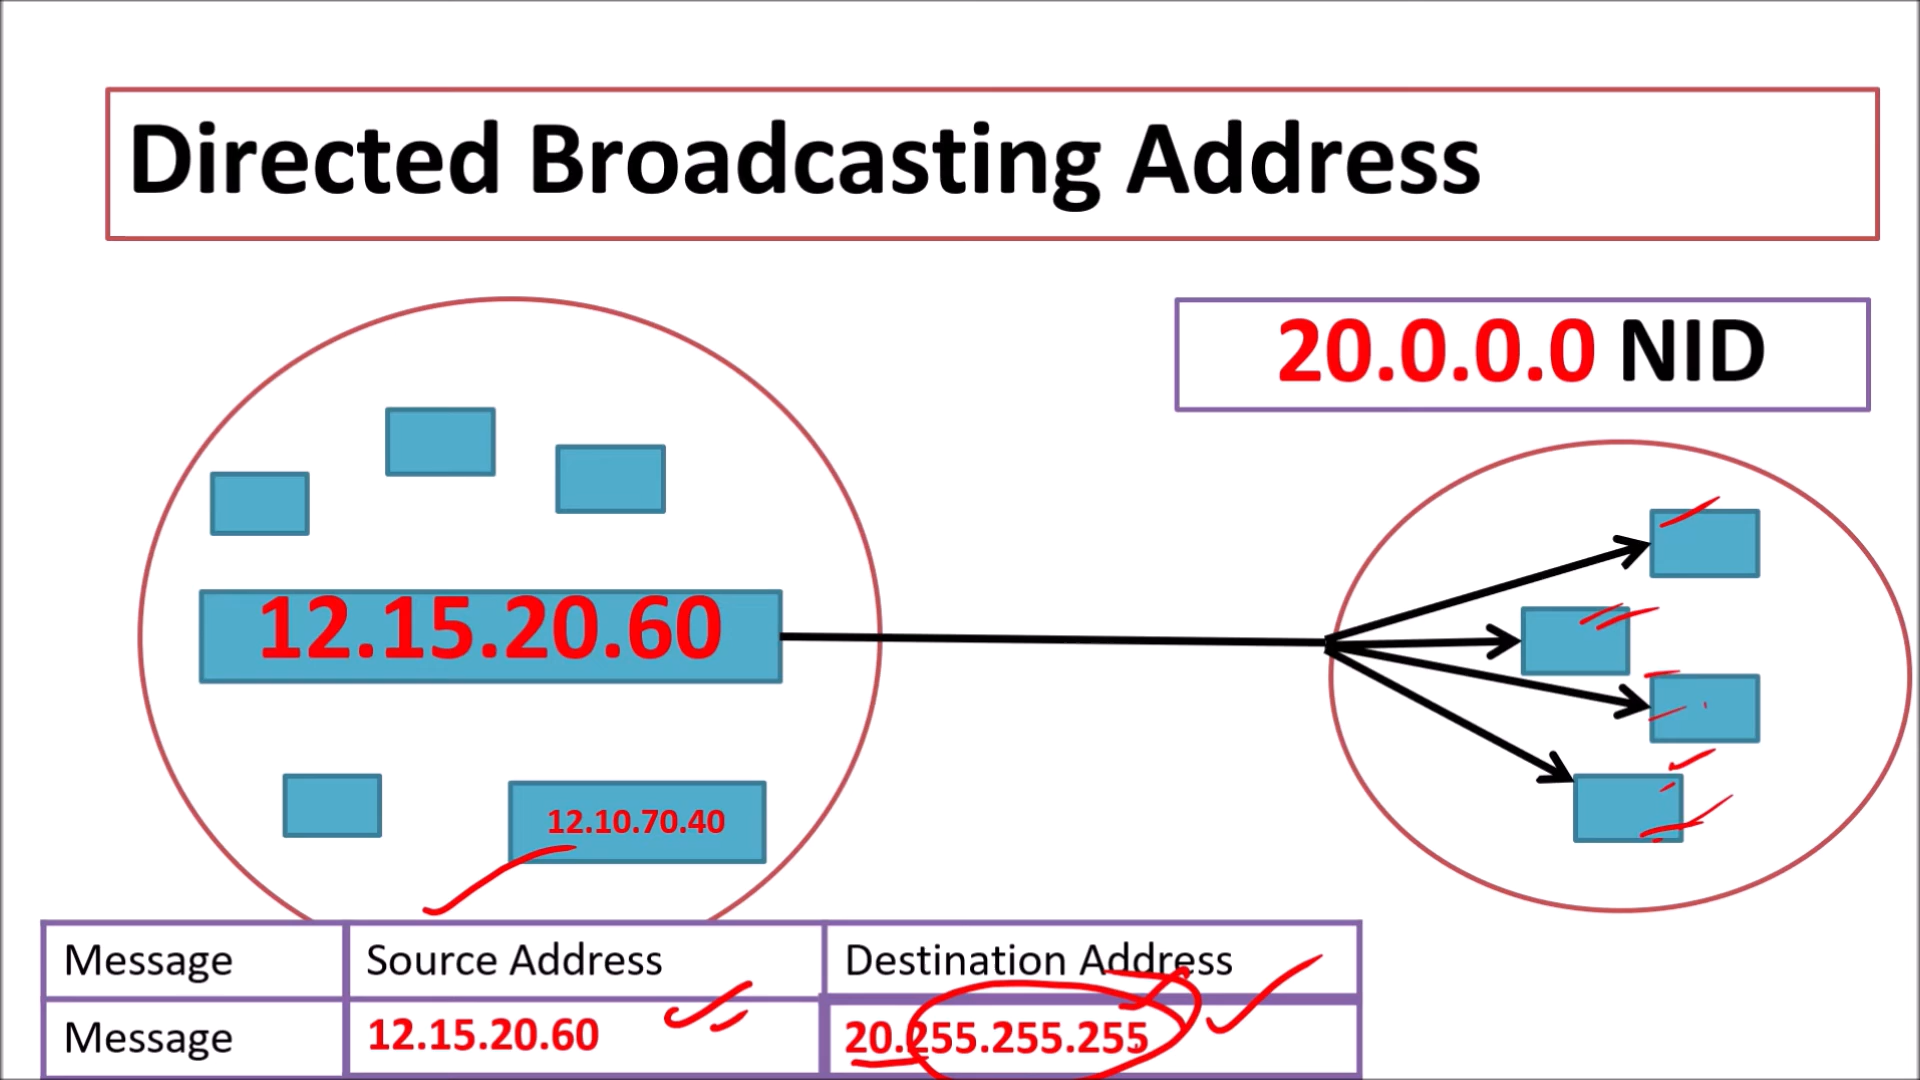 Directed Broadcasting Address
20.0.0.0 NID
12.15.20.60
12.10.70.40
Message Source Address Destination Address
Message 12.15.20.60 20.255.255.255